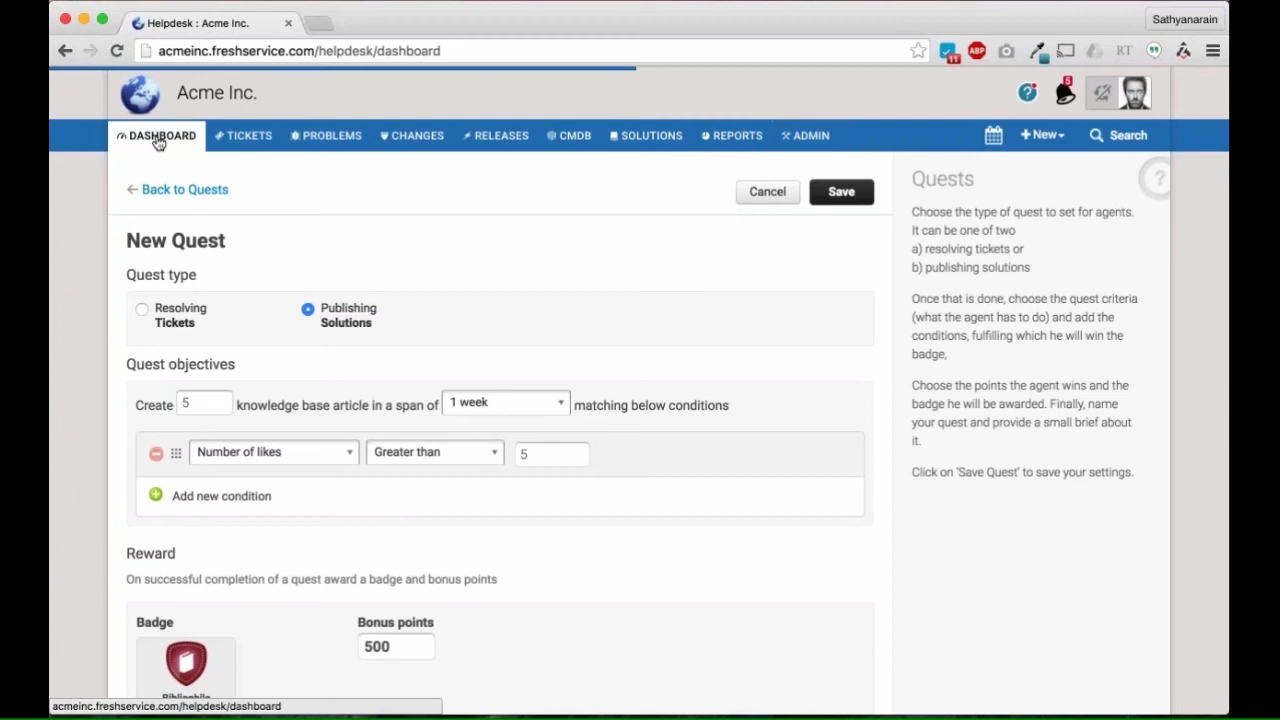 Helpdesk : Acme Inc.
Sathyanarain
acmeinc.freshservice.com/helpdesk/dashboard
ABP
11
RT
Acme Inc.
5
DASHBOARD
TICKETS
PROBLEMS
CHANGES
RELEASES
CMDB
SOLUTIONS
REPORTS
ADMIN
+New
Search
Back to Quests
Cancel
Save
New Quest
Quest type
Resolving
Tickets
Publishing
Solutions
Quest objectives
Create 5 knowledge base article in a span of 1 week matching below conditions
Number of likes
Greater than
5
Add new condition
Reward
On successful completion of a quest award a badge and bonus points
Badge
Bonus points
500
Bibliophile
Quests
?
Choose the type of quest to set for agents.
It can be one of two
a) resolving tickets or
b) publishing solutions
Once that is done, choose the quest criteria
(what the agent has to do) and add the
conditions, fulfilling which he will win the
badge,
Choose the points the agent wins and the
badge he will be awarded. Finally, name
your quest and provide a small brief about
it.
Click on 'Save Quest' to save your settings.
acmeinc.freshservice.com/helpdesk/dashboard